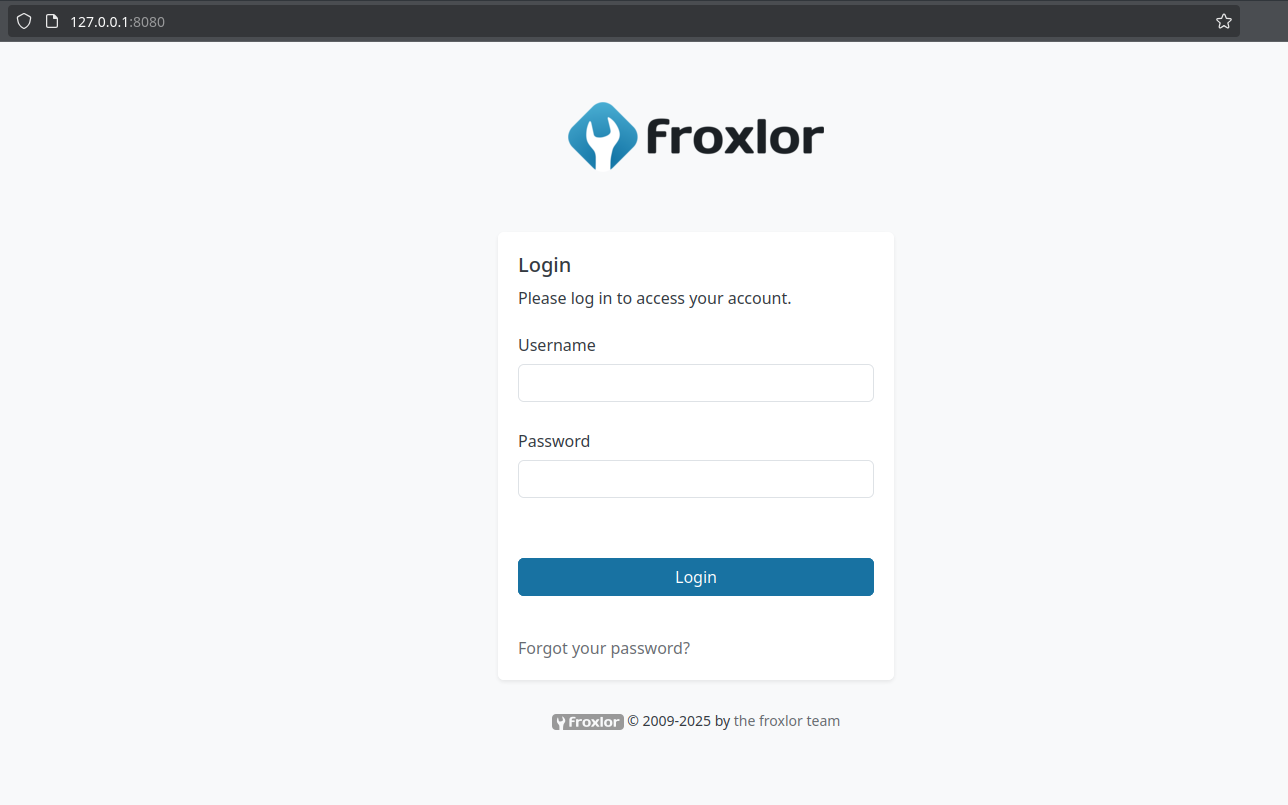 127.0.0.1:8080
froxlor
Login
Please log in to access your account.
Username
Password
Login
Forgot your password?
froxlor © 2009-2025 by the froxlor team